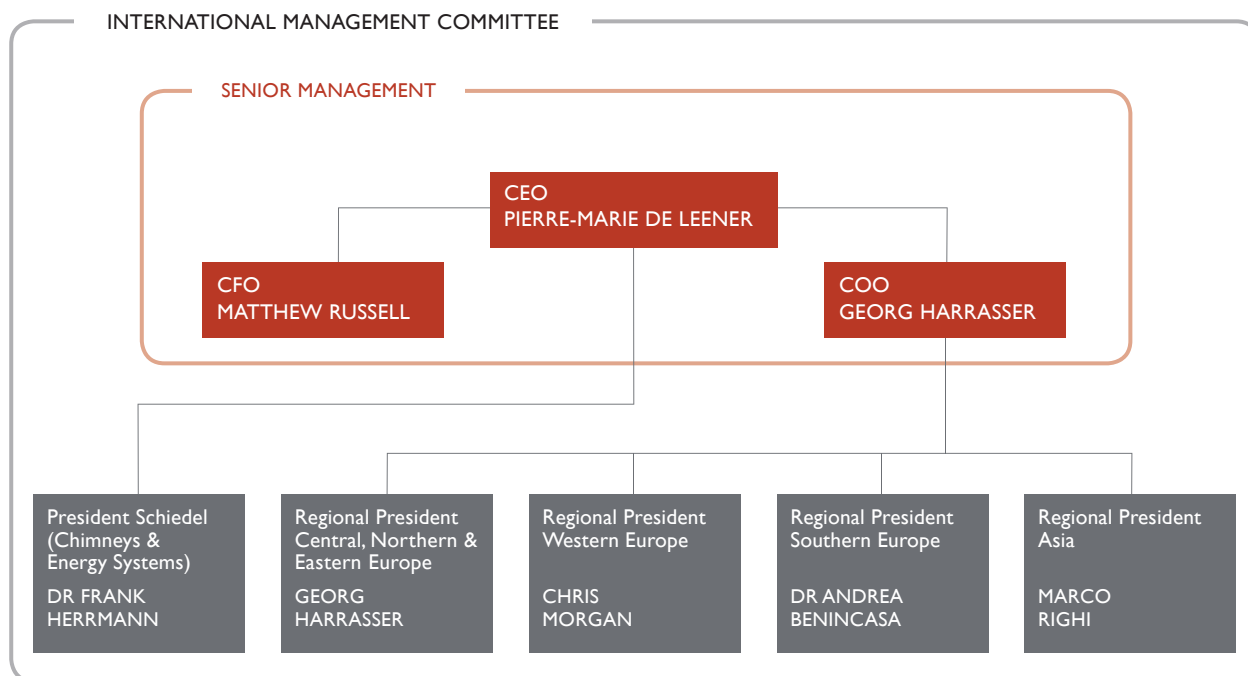 INTERNATIONAL MANAGEMENT COMMITTEE
SENIOR MANAGEMENT
CEO
PIERRE-MARIE DE LEENER
CFO
MATTHEW RUSSELL
COO
GEORG HARRASSER
President Schiedel
(Chimneys &
Energy Systems)
DR FRANK
HERRMANN
Regional President
Central, Northern &
Eastern Europe
GEORG
HARRASSER
Regional President
Western Europe
CHRIS
MORGAN
Regional President
Southern Europe
DR ANDREA
BENINCASA
Regional President
Asia
MARCO
RIGHI